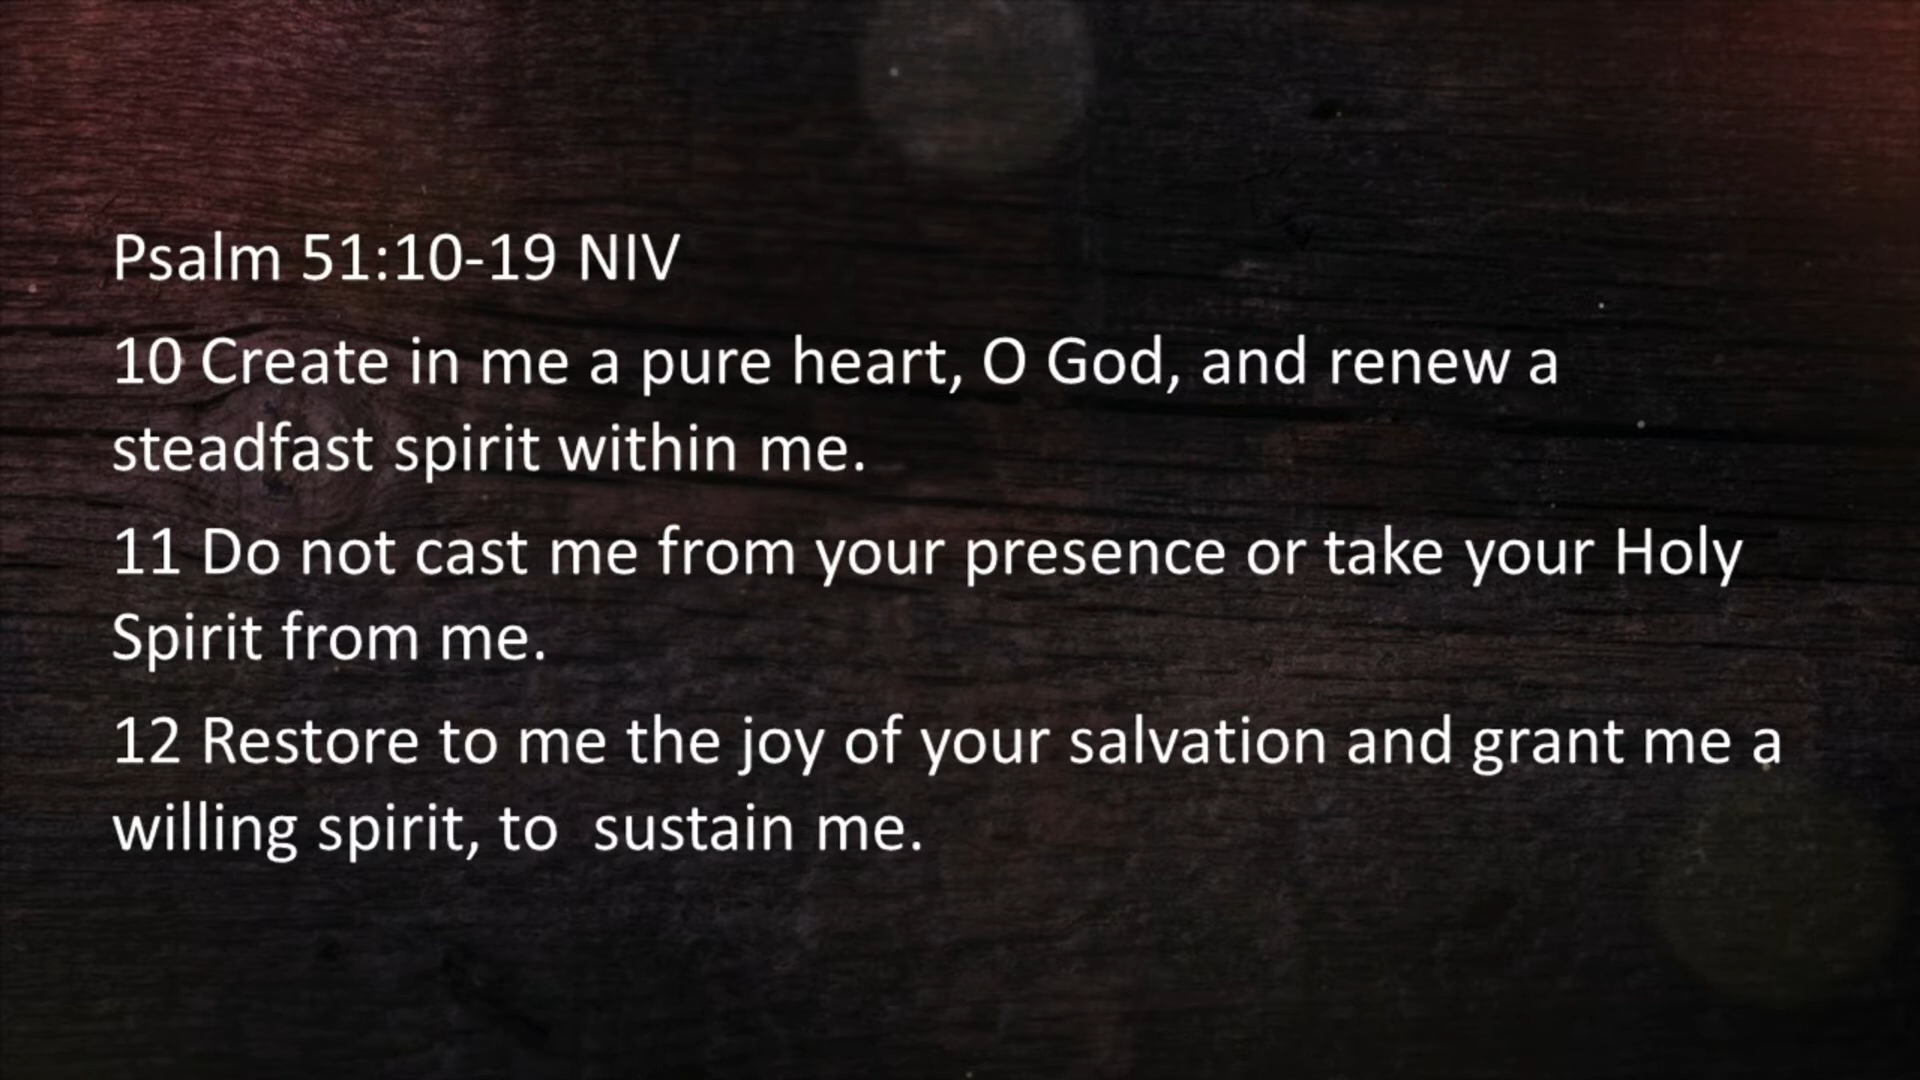 Psalm 51:10-19 NIV
10 Create in me a pure heart, O God, and renew a
steadfast spirit within me.
11 Do not cast me from your presence or take your Holy
Spirit from me.
12 Restore to me the joy of your salvation and grant me a
willing spirit, to  sustain me.